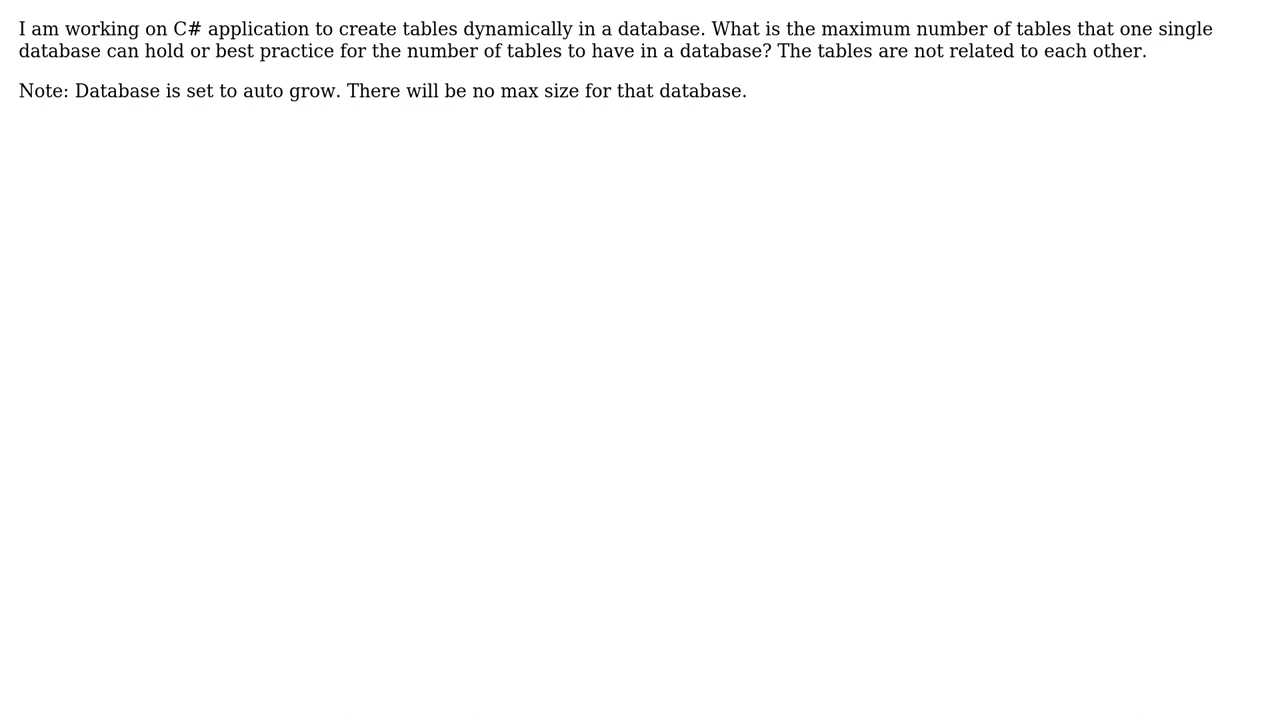 I am working on C# application to create tables dynamically in a database. What is the maximum number of tables that one single
database can hold or best practice for the number of tables to have in a database? The tables are not related to each other.
Note: Database is set to auto grow. There will be no max size for that database.